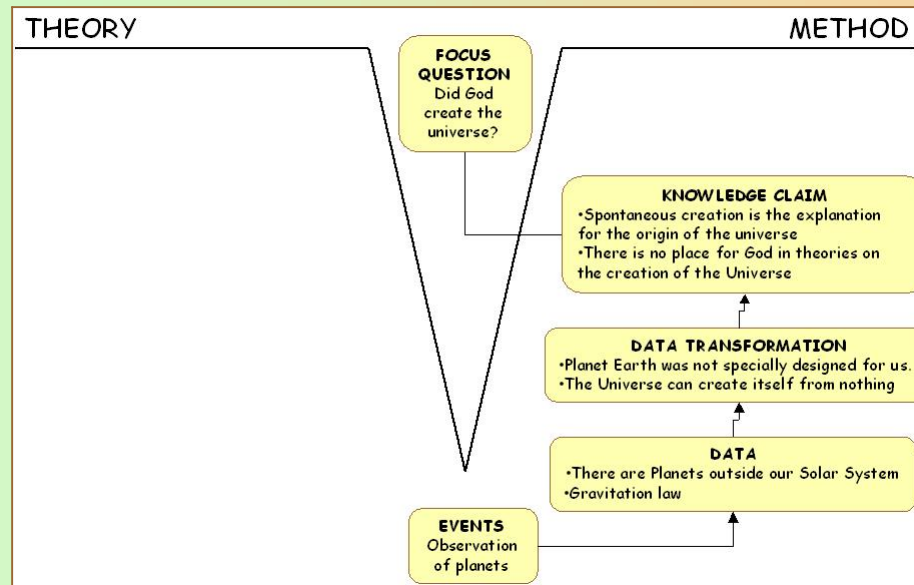 THEORY
METHOD
FOCUS
QUESTION
Did God
create the
universe?
KNOWLEDGE CLAIM
•Spontaneous creation is the explanation
for the origin of the universe
•There is no place for God in theories on
the creation of the Universe
DATA TRANSFORMATION
•Planet Earth was not specially designed for us.
•The Universe can create itself from nothing
DATA
•There are Planets outside our Solar System
•Gravitation law
EVENTS
Observation
of planets